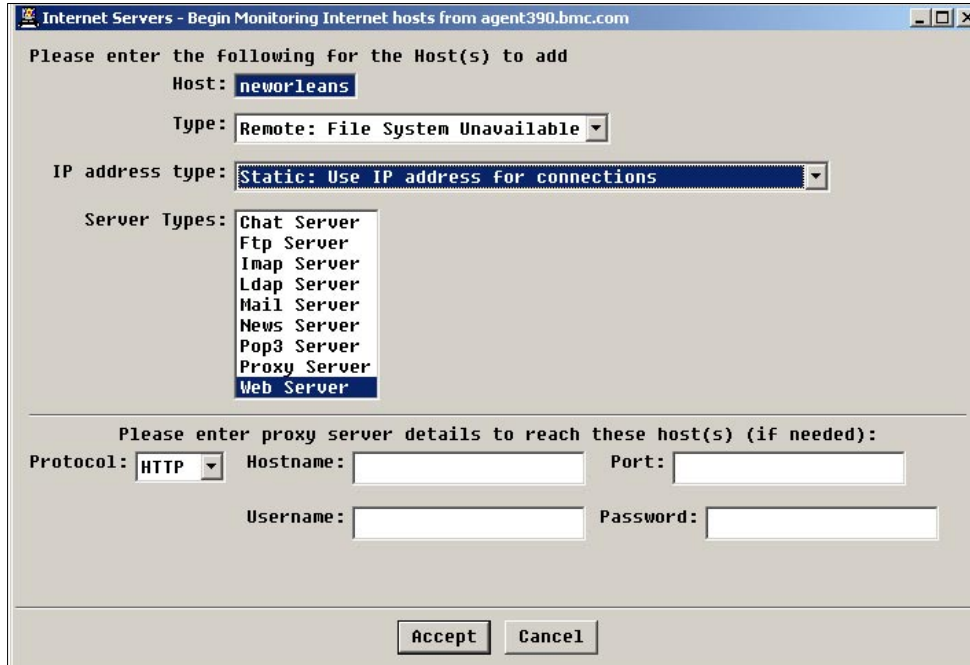 Internet Servers - Begin Monitoring Internet hosts from agent390.bmc.com
Please enter the following for the Host(s) to add
Host: neworleans
Type: Remote: File System Unavailable
IP address type: Static: Use IP address for connections
Server Types: Chat Server
Ftp Server
Imap Server
Ldap Server
Mail Server
News Server
Pop3 Server
Proxy Server
Web Server
Please enter proxy server details to reach these host(s) (if needed):
Protocol: HTTP Hostname: Port:
Username: Password:
Accept Cancel